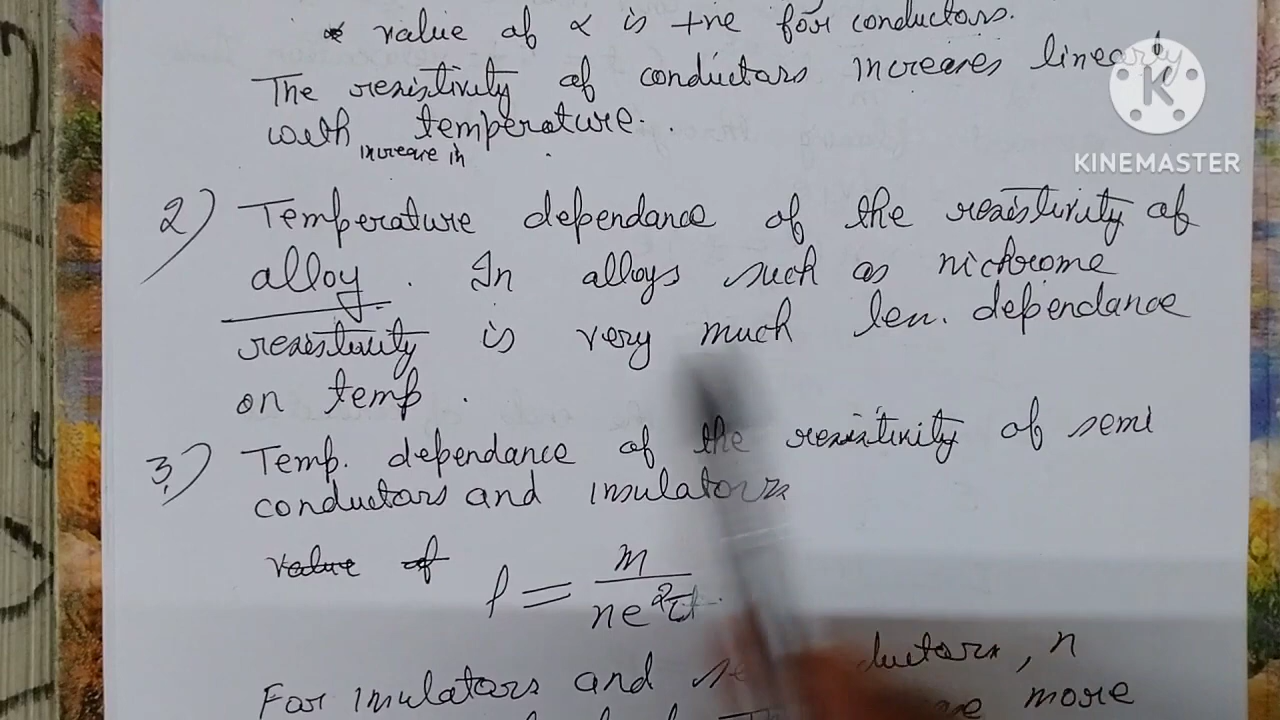 value of α is +ve for conductors.
The resistivity of conductors increases linearly
with temperature.
increase in
2) Temperature dependance of the resistivity of
alloy. In alloys such as nichrome
resistivity is very much less. dependance
on temp.
3.) Temp. dependance of the resistivity of semi
conductors and insulators
value of
ρ = m / ne²τ
For insulators and ductors, n
more
K
KINEMASTER